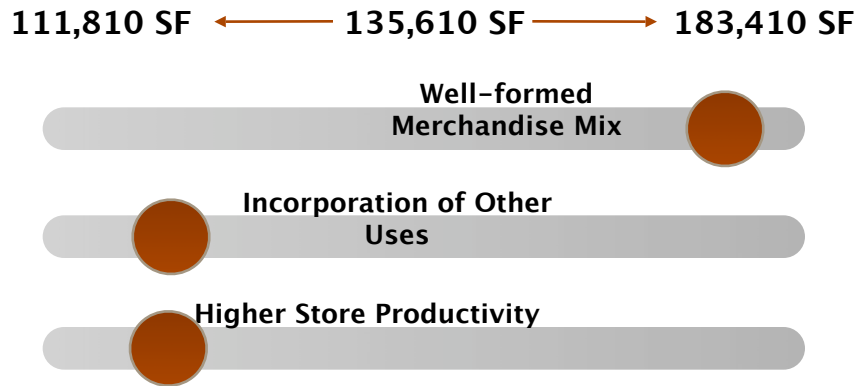 111,810 SF 135,610 SF 183,410 SF
Well-formed
Merchandise Mix
Incorporation of Other
Uses
Higher Store Productivity